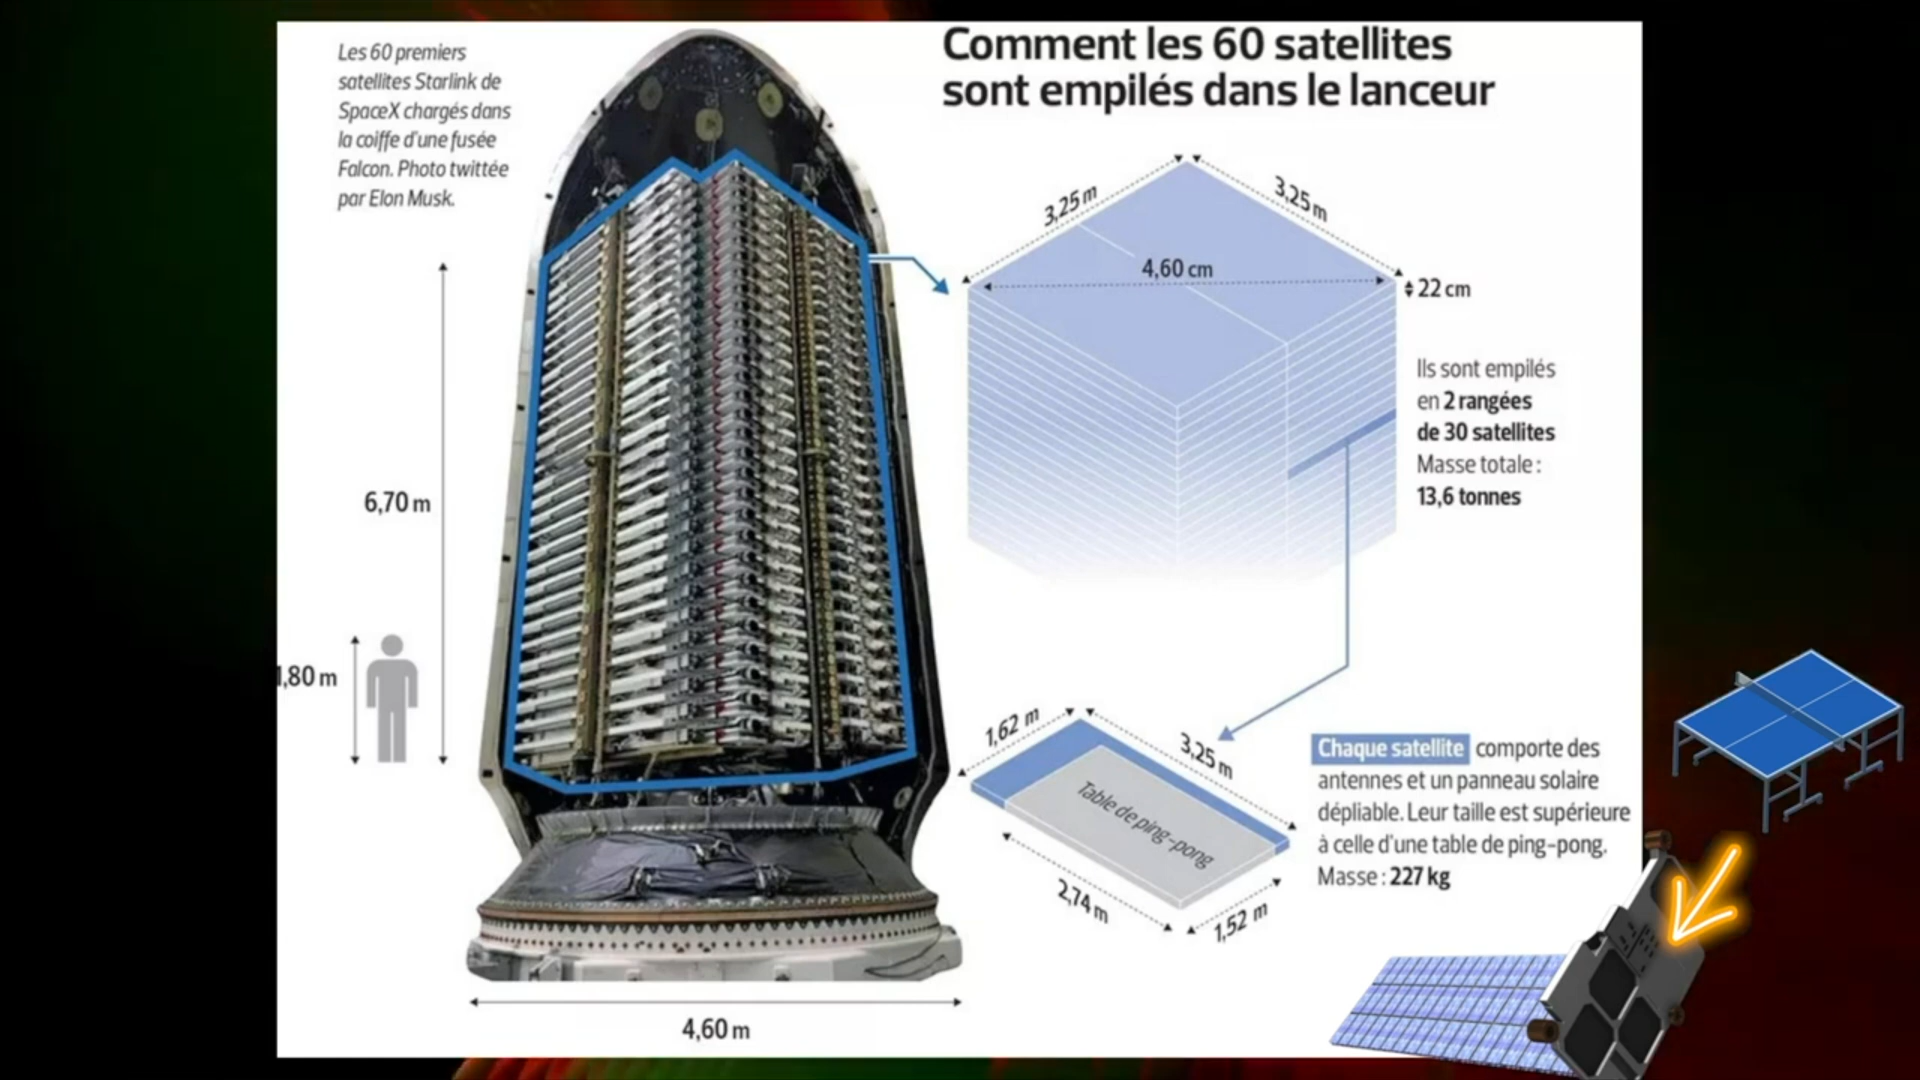 Les 60 premiers
satellites Starlink de
SpaceX chargés dans
la coiffe d'une fusée
Falcon. Photo twittée
par Elon Musk.
Comment les 60 satellites
sont empilés dans le lanceur
3,25 m
3,25 m
4,60 cm
22 cm
Ils sont empilés
en 2 rangées
de 30 satellites
Masse totale :
13,6 tonnes
6,70 m
1,80 m
1,62 m
3,25 m
Table de ping-pong
2,74 m
1,52 m
Chaque satellite comporte des
antennes et un panneau solaire
dépliable. Leur taille est supérieure
à celle d'une table de ping-pong.
Masse : 227 kg
4,60 m